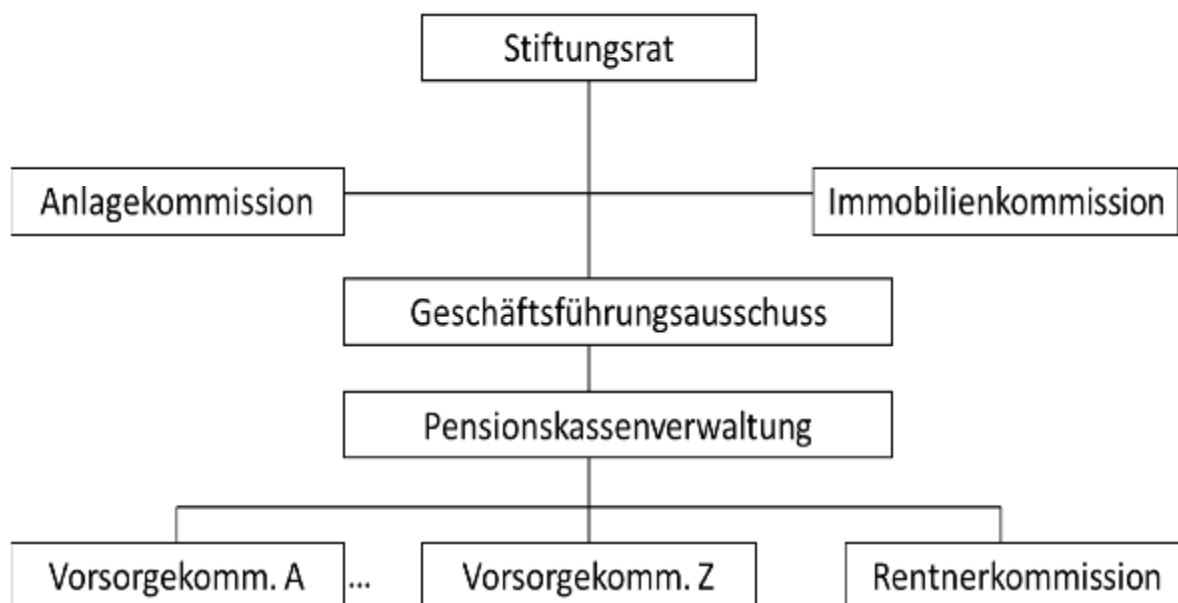 Stiftungsrat
Anlagekommission
Immobilienkommission
Geschäftsführungsausschuss
Pensionskassenverwaltung
Vorsorgekomm. A ... Vorsorgekomm. Z
Rentnerkommission